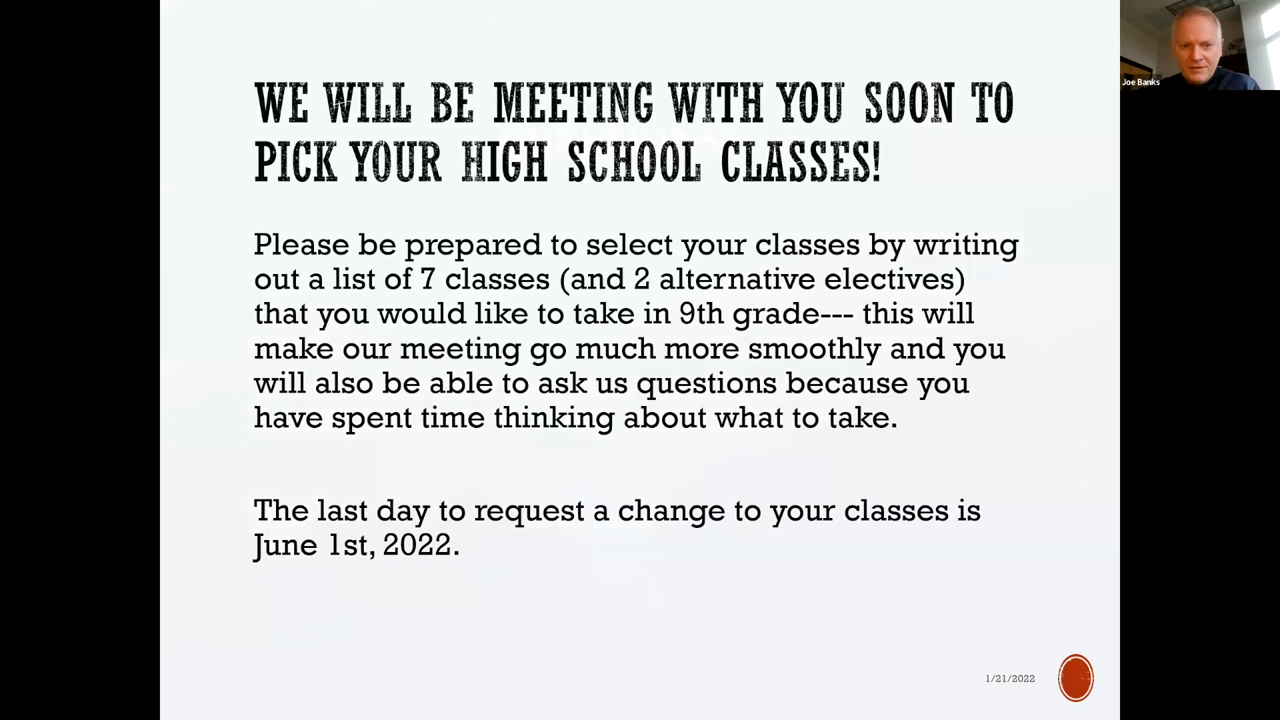 WE WILL BE MEETING WITH YOU SOON TO
PICK YOUR HIGH SCHOOL CLASSES!
Please be prepared to select your classes by writing
out a list of 7 classes (and 2 alternative electives)
that you would like to take in 9th grade--- this will
make our meeting go much more smoothly and you
will also be able to ask us questions because you
have spent time thinking about what to take.
The last day to request a change to your classes is
June 1st, 2022.
1/21/2022
Joe Banks